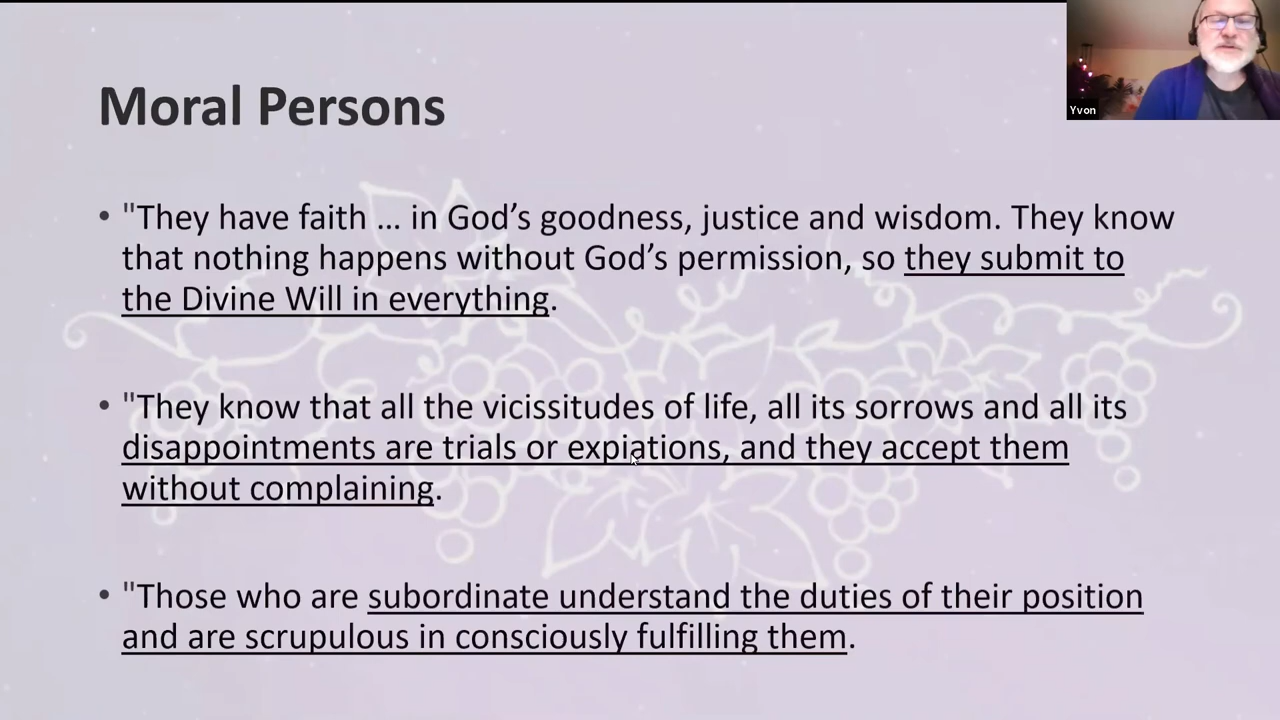 Yvon
Moral Persons
• "They have faith … in God’s goodness, justice and wisdom. They know
that nothing happens without God’s permission, so they submit to
the Divine Will in everything.
• "They know that all the vicissitudes of life, all its sorrows and all its
disappointments are trials or expiations, and they accept them
without complaining.
• "Those who are subordinate understand the duties of their position
and are scrupulous in consciously fulfilling them.